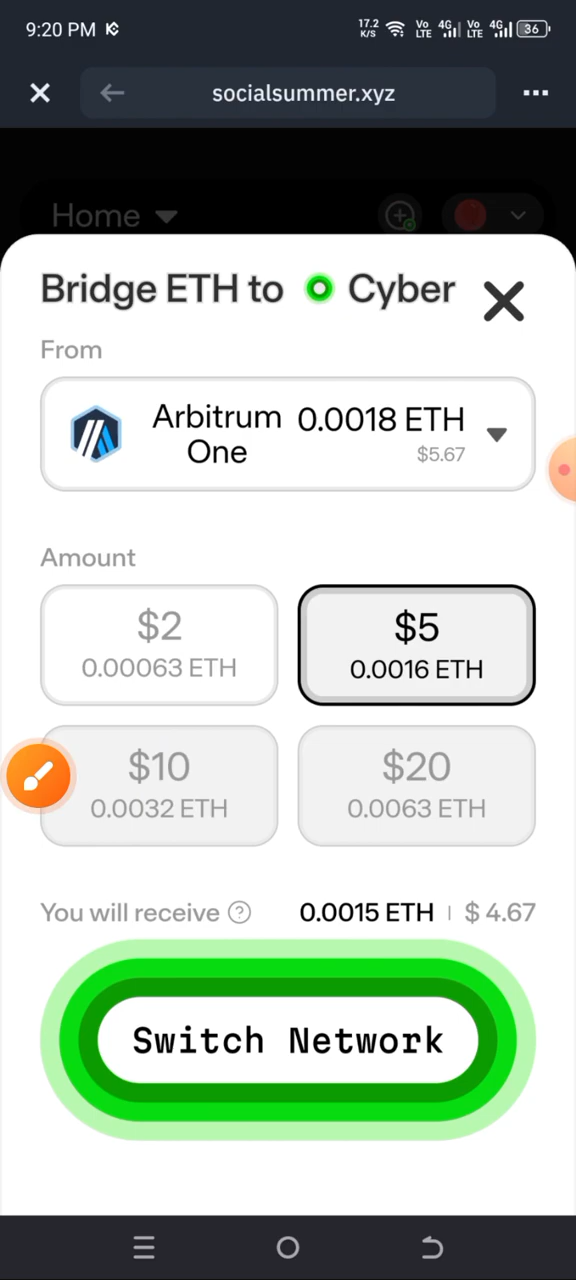 9:20 PM
17.2 K/S Vo LTE 4G Vo LTE 4G 36
socialsummer.xyz
Home
Bridge ETH to Cyber
From
Arbitrum One 0.0018 ETH
$5.67
Amount
$2
0.00063 ETH
$5
0.0016 ETH
$10
0.0032 ETH
$20
0.0063 ETH
You will receive ? 0.0015 ETH | $ 4.67
Switch Network